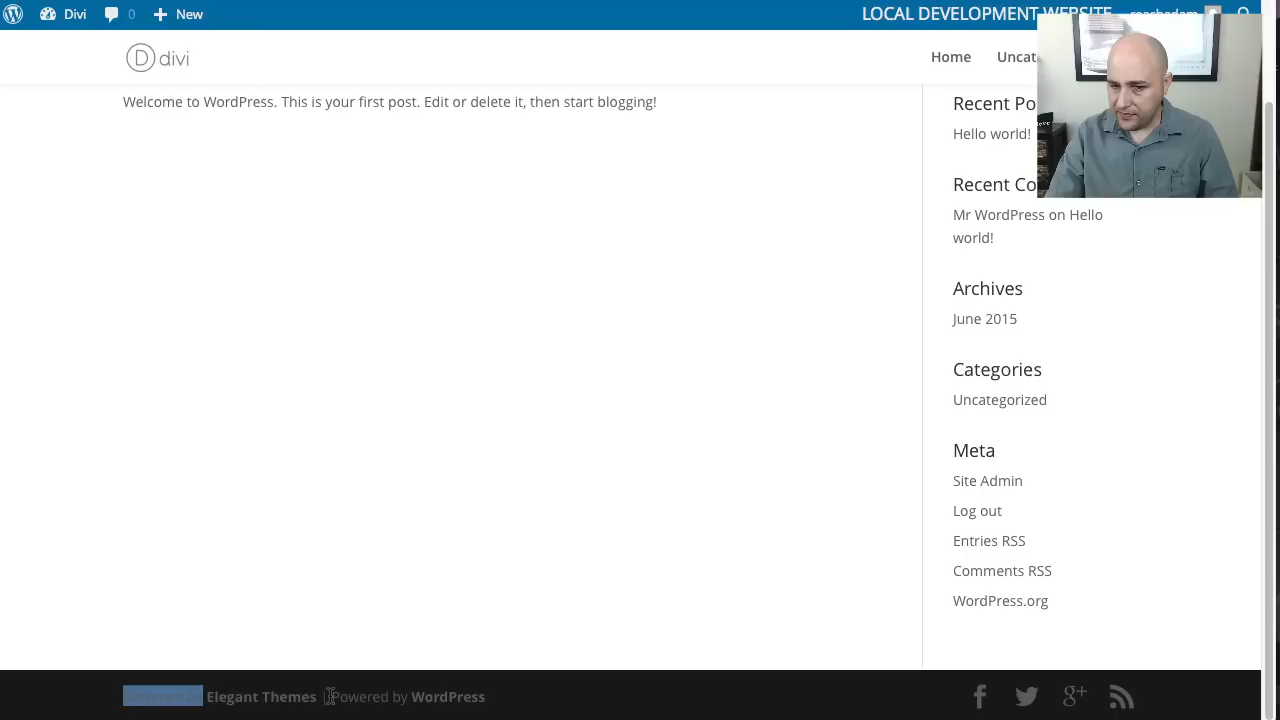 Divi
0
New
LOCAL DEVELOPMENT WEBSITE
D divi
Home
Uncat
Welcome to WordPress. This is your first post. Edit or delete it, then start blogging!
Recent Po
Hello world!
Recent Co
Mr WordPress on Hello
world!
Archives
June 2015
Categories
Uncategorized
Meta
Site Admin
Log out
Entries RSS
Comments RSS
WordPress.org
Elegant Themes | Powered by WordPress